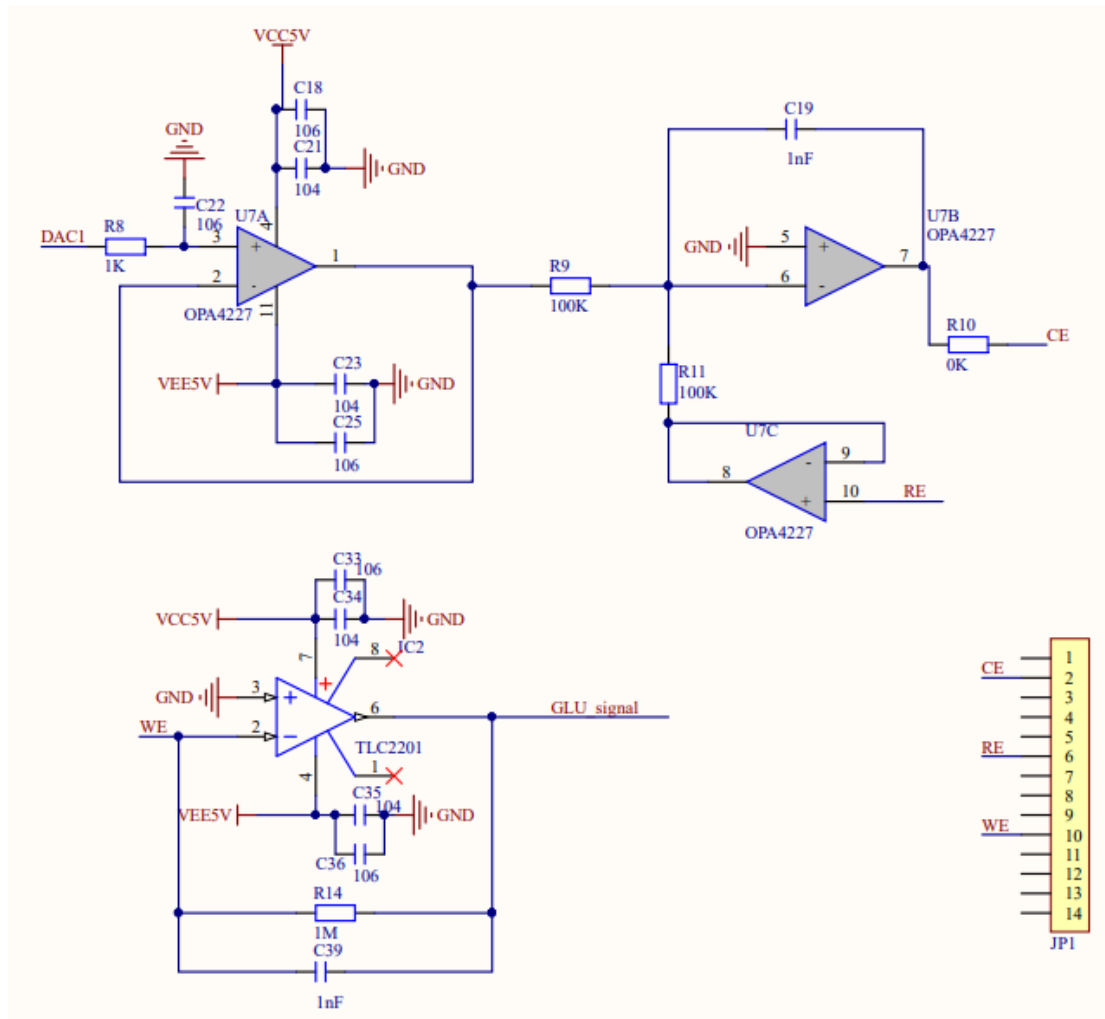 VCC5V
C18
106
C21
104
GND
GND
C22
106
U7A
4
DAC1
R8
1K
3
+
2
-
1
11
OPA4227
VEE5V
C23
104
GND
C25
106
C19
1nF
U7B
OPA4227
GND
5
+
6
-
7
R9
100K
R10
0K
CE
R11
100K
U7C
8
-
9
+
10
RE
OPA4227
C33
106
VCC5V
C34
104
GND
7
8
IC2
+
GND
3
+
WE
2
-
6
GLU_signal
TLC2201
1
4
VEE5V
C35
104
GND
C36
106
R14
1M
C39
1nF
1
CE
2
3
4
5
RE
6
7
8
9
WE
10
11
12
13
14
JP1